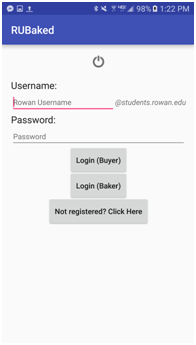 98% 1:22 PM
RUBaked
Username:
Rowan Username @students.rowan.edu
Password:
Password
Login (Buyer)
Login (Baker)
Not registered? Click Here